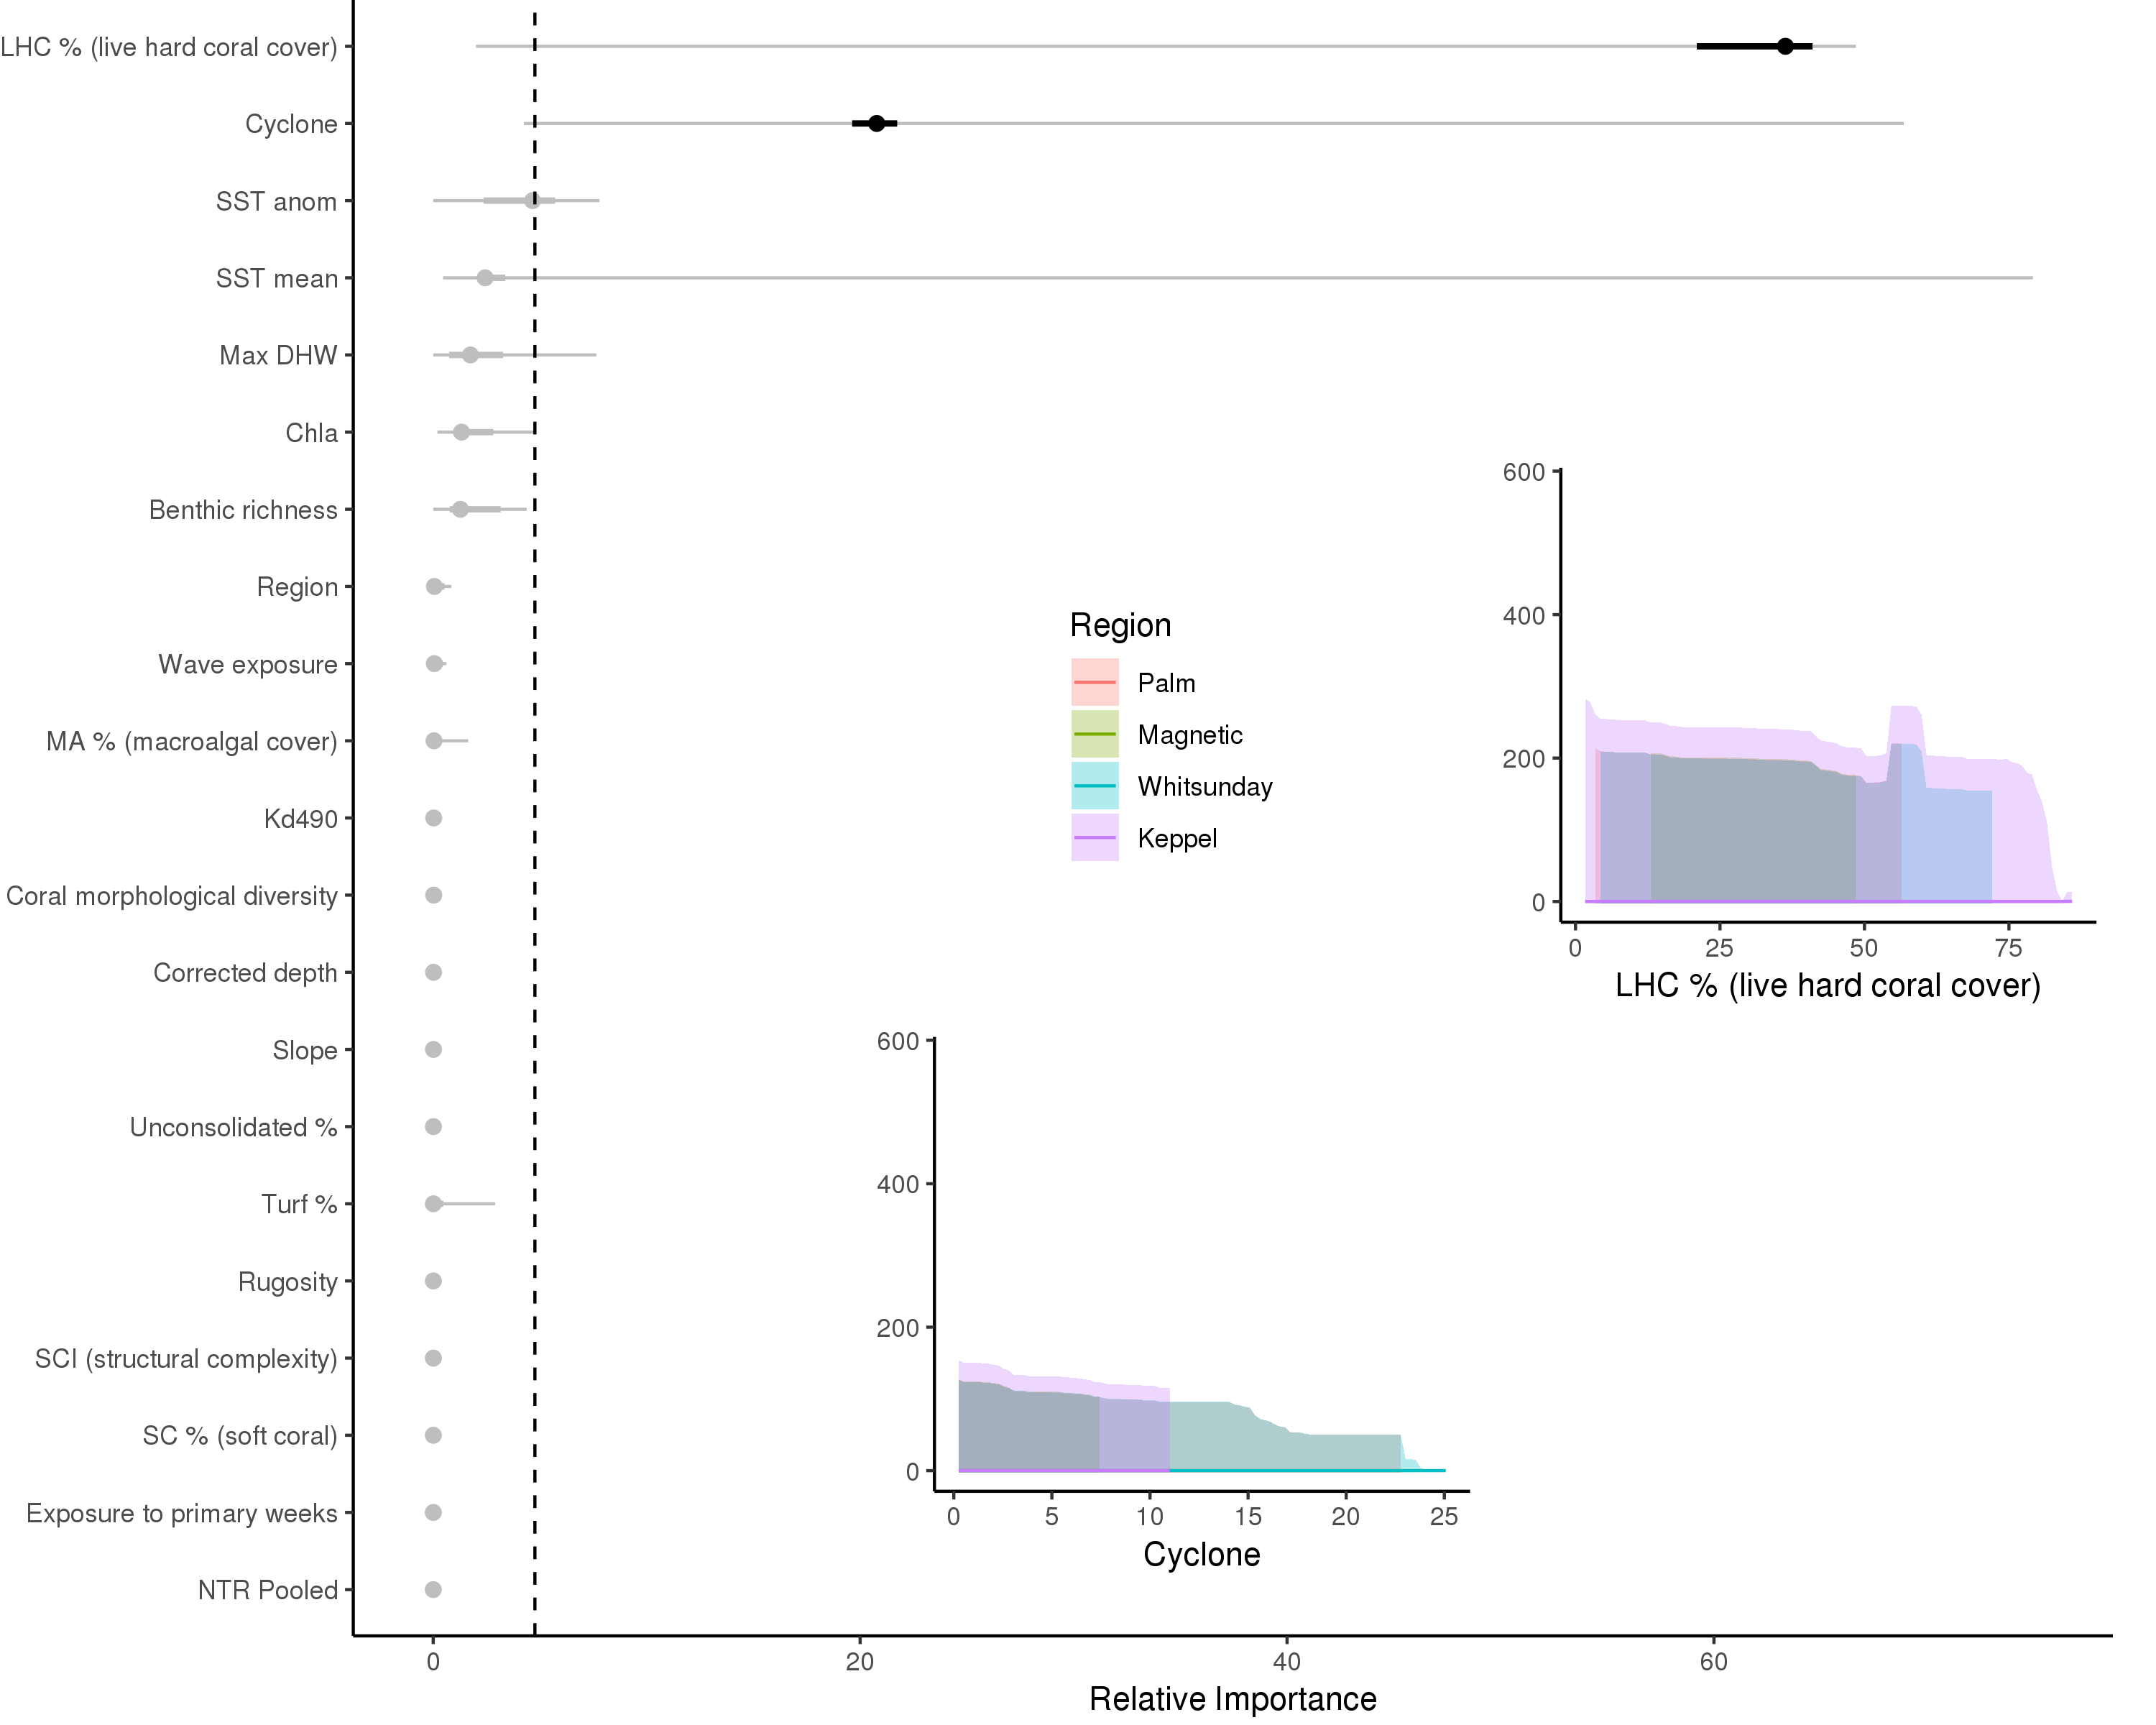 LHC % (live hard coral cover)
Cyclone
SST anom
SST mean
Max DHW
Chla
Benthic richness
Region
Wave exposure
MA % (macroalgal cover)
Kd490
Coral morphological diversity
Corrected depth
Slope
Unconsolidated %
Turf %
Rugosity
SCI (structural complexity)
SC % (soft coral)
Exposure to primary weeks
NTR Pooled
0 20 40 60
Relative Importance
Region
Palm
Magnetic
Whitsunday
Keppel
600
400
200
0
0 25 50 75
LHC % (live hard coral cover)
600
400
200
0
0 5 10 15 20 25
Cyclone